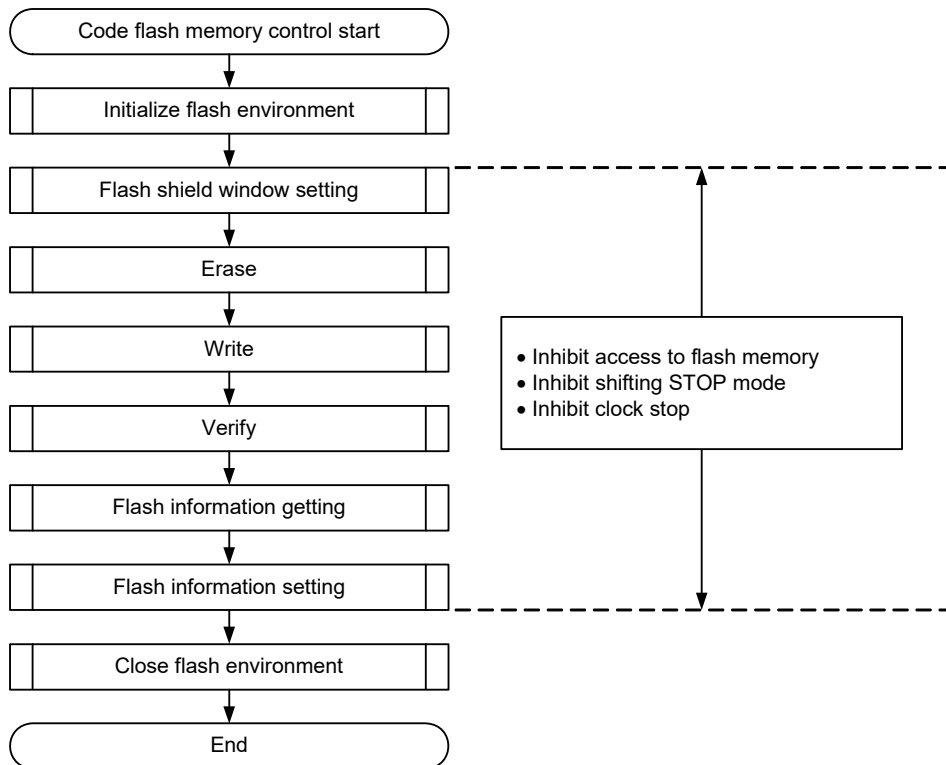 Code flash memory control start
Initialize flash environment
Flash shield window setting
Erase
Write
Verify
Flash information getting
Flash information setting
Close flash environment
End
• Inhibit access to flash memory
• Inhibit shifting STOP mode
• Inhibit clock stop